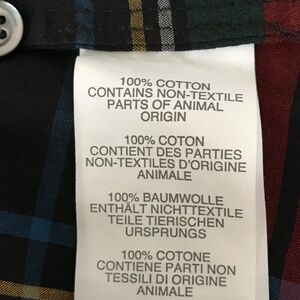 100% COTTON
CONTAINS NON-TEXTILE
PARTS OF ANIMAL
ORIGIN
100% COTON
CONTIENT DES PARTIES
NON-TEXTILES D'ORIGINE
ANIMALE
100% BAUMWOLLE
ENTHÄLT NICHTTEXTILE
TEILE TIERISCHEN
URSPRUNGS
100% COTONE
CONTIENE PARTI NON
TESSILI DI ORIGINE
ANIMALE